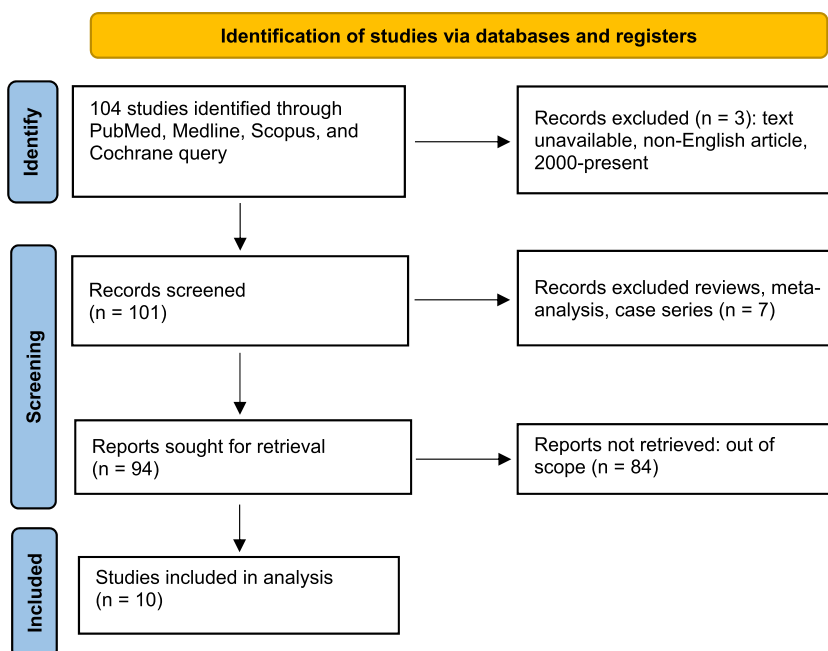 Identification of studies via databases and registers
Identify
104 studies identified through
PubMed, Medline, Scopus, and
Cochrane query
Records excluded (n = 3): text
unavailable, non-English article,
2000-present
Screening
Records screened
(n = 101)
Records excluded reviews, meta-
analysis, case series (n = 7)
Reports sought for retrieval
(n = 94)
Reports not retrieved: out of
scope (n = 84)
Included
Studies included in analysis
(n = 10)